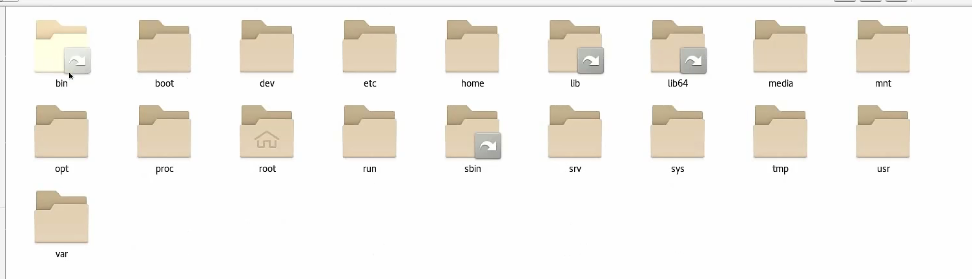 bin boot dev etc home lib lib64 media mnt
opt proc root run sbin srv sys tmp usr
var